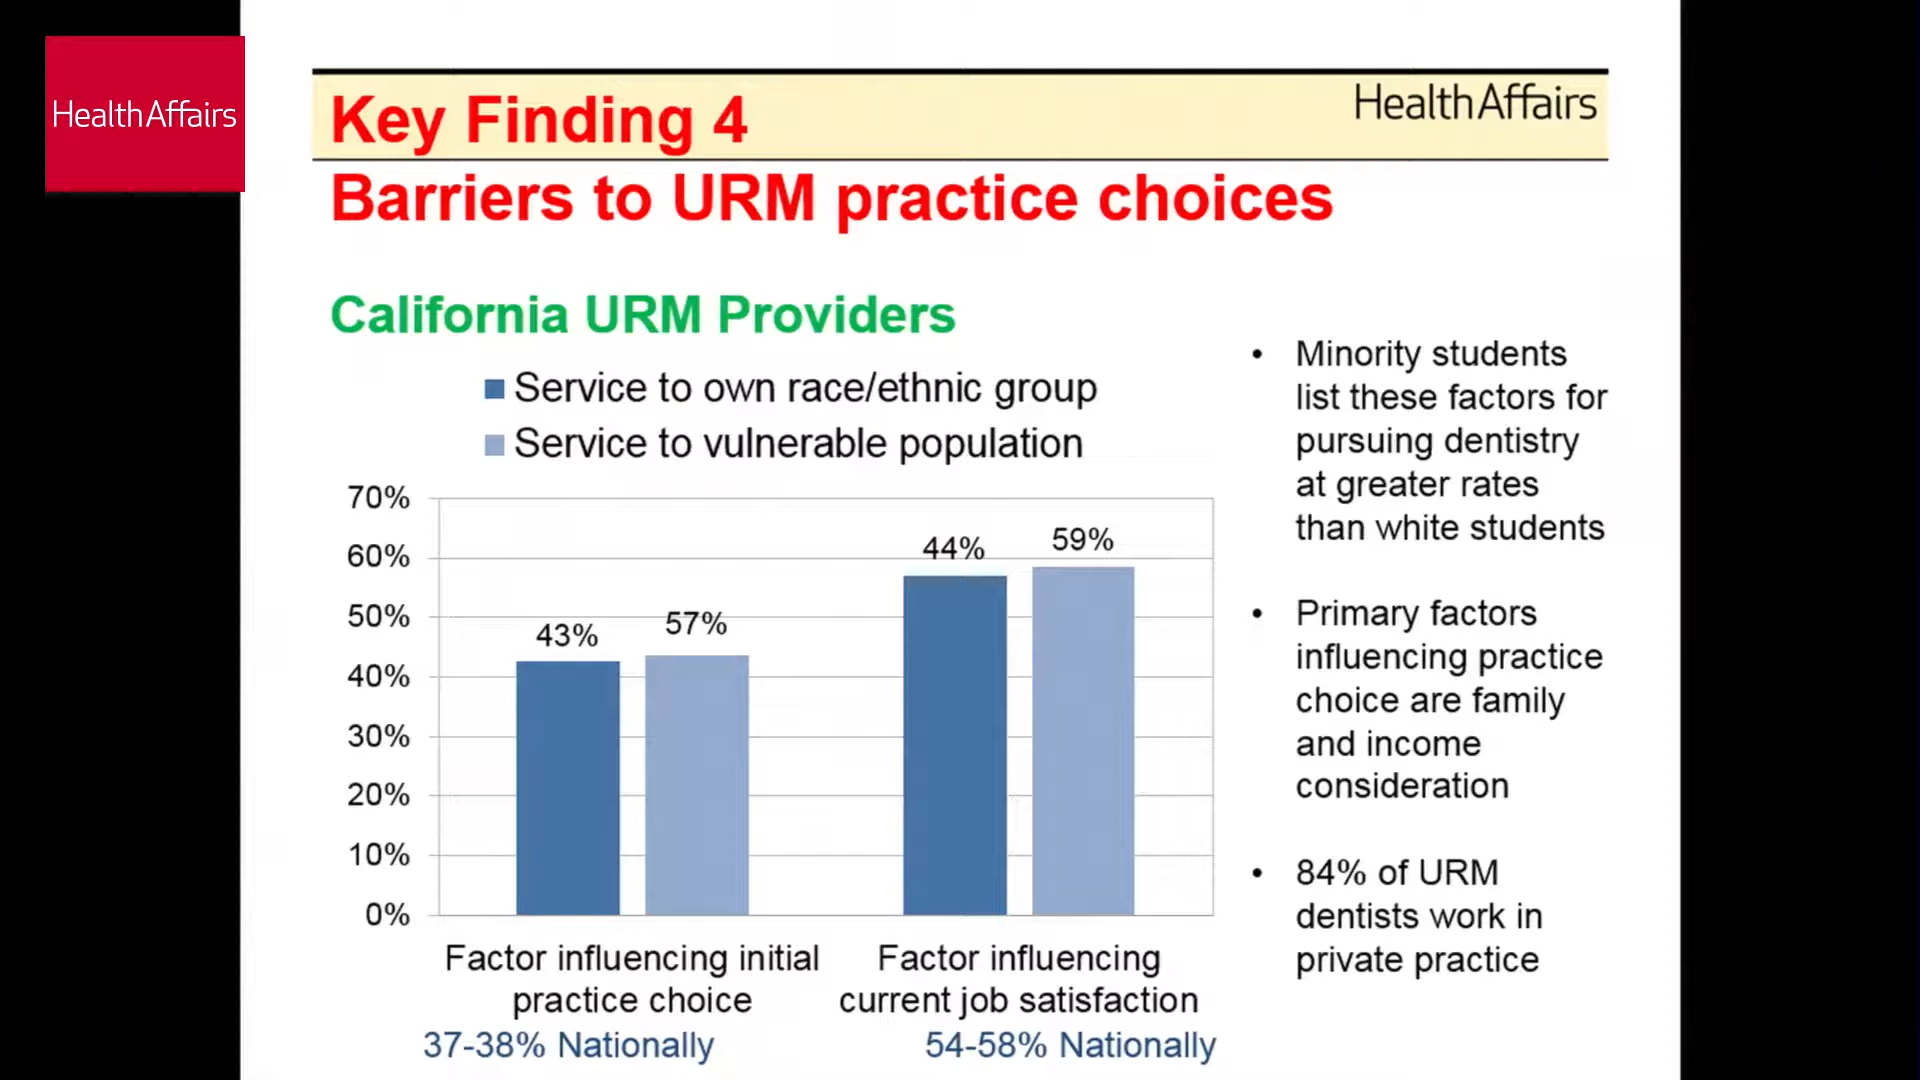 HealthAffairs
Key Finding 4
HealthAffairs
Barriers to URM practice choices
California URM Providers
Service to own race/ethnic group
Service to vulnerable population
70%
60%
50%
40%
30%
20%
10%
0%
43%
57%
44%
59%
Factor influencing initial
practice choice
37-38% Nationally
Factor influencing
current job satisfaction
54-58% Nationally
• Minority students
list these factors for
pursuing dentistry
at greater rates
than white students
• Primary factors
influencing practice
choice are family
and income
consideration
• 84% of URM
dentists work in
private practice